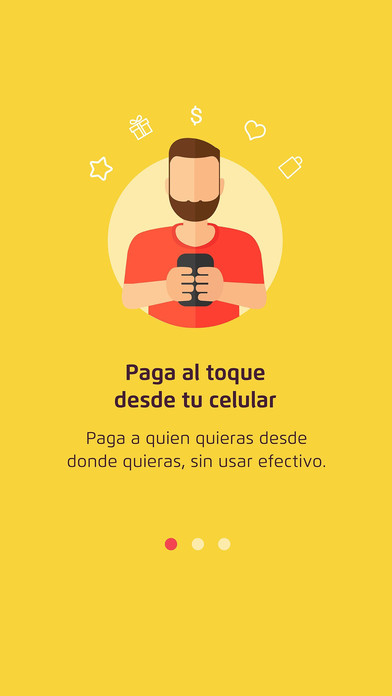 $
Paga al toque
desde tu celular
Paga a quien quieras desde
donde quieras, sin usar efectivo.